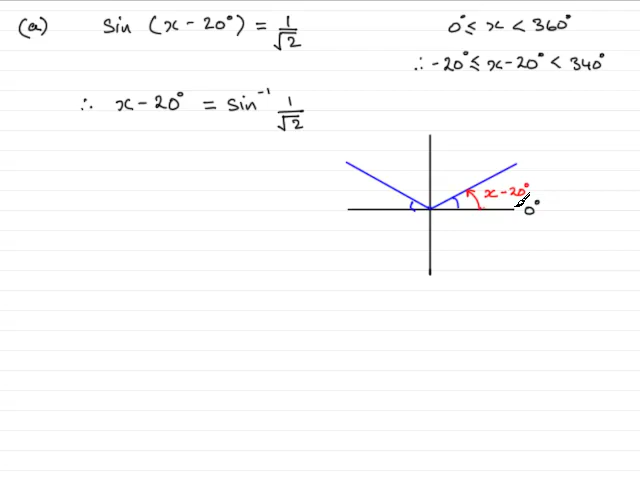 (a) sin (x - 20°) = 1/√2 0° ≤ x < 360°
∴ -20° ≤ x - 20° < 340°
∴ x - 20° = sin⁻¹ 1/√2
x - 20°
0°